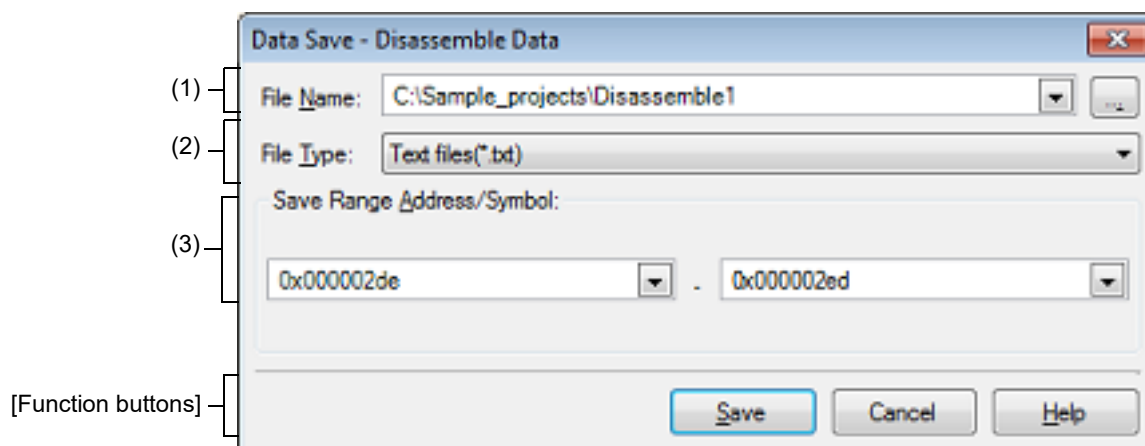 Data Save - Disassemble Data
(1) File Name: C:\Sample_projects\Disassemble1 ...
(2) File Type: Text files(*.txt)
Save Range Address/Symbol:
(3)
0x000002de - 0x000002ed
[Function buttons] Save Cancel Help